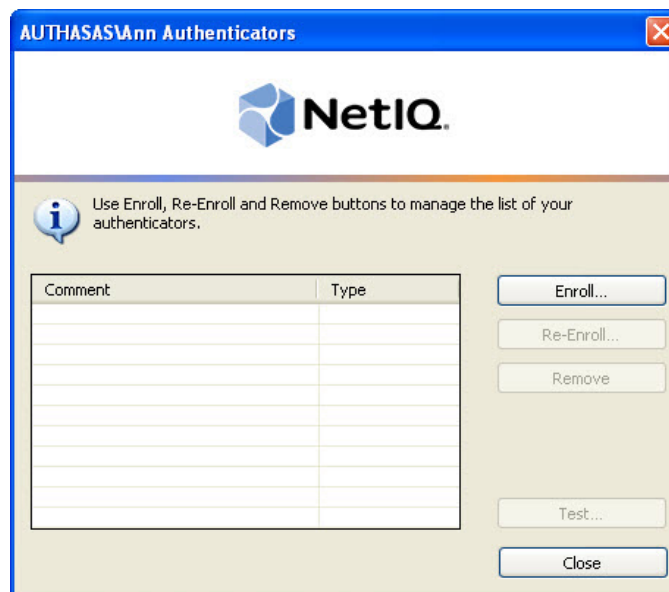 AUTHASAS\Ann Authenticators
NetIQ.
Use Enroll, Re-Enroll and Remove buttons to manage the list of your
authenticators.
Comment Type
Enroll...
Re-Enroll...
Remove
Test...
Close